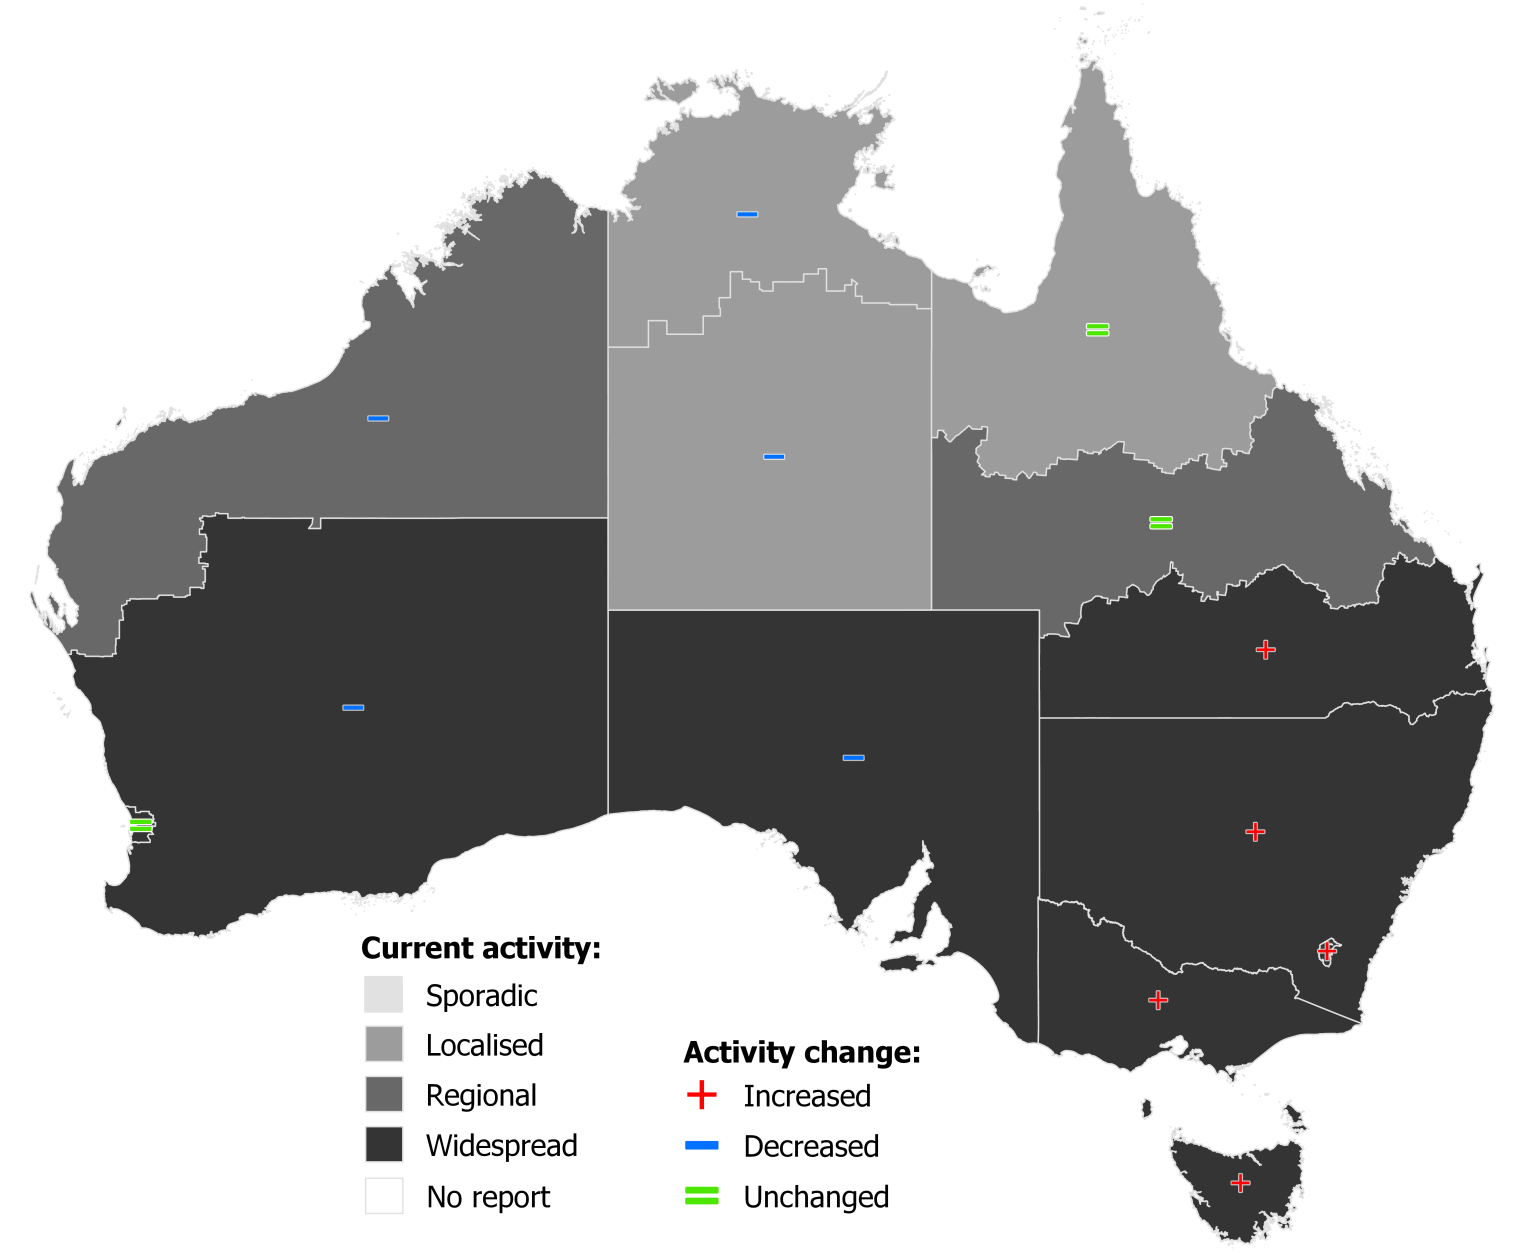 Current activity:
Sporadic
Localised
Regional
Widespread
No report
Activity change:
Increased
Decreased
Unchanged